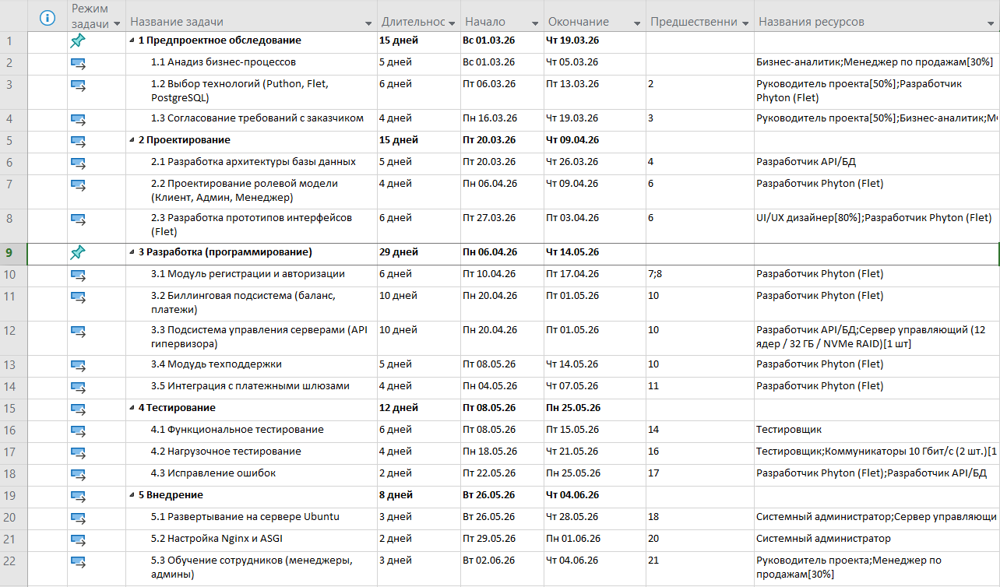 Режим задачи Название задачи Длительнос Начало Окончание Предшественни Названия ресурсов
1 1 Предпроектное обследование 15 дней Вс 01.03.26 Чт 19.03.26
2 1.1 Анадиз бизнес-процессов 5 дней Вс 01.03.26 Чт 05.03.26 Бизнес-аналитик;Менеджер по продажам[30%]
3 1.2 Выбор технологий (Puthon, Flet, 6 дней Пт 06.03.26 Пт 13.03.26 2 Руководитель проекта[50%];Разработчик
PostgreSQL) Phyton (Flet)
4 1.3 Согласование требований с заказчиком 4 дней Пн 16.03.26 Чт 19.03.26 3 Руководитель проекта[50%];Бизнес-аналитик;М
5 2 Проектирование 15 дней Пт 20.03.26 Чт 09.04.26
6 2.1 Разработка архитектуры базы данных 5 дней Пт 20.03.26 Чт 26.03.26 4 Разработчик API/БД
7 2.2 Проектирование ролевой модели 4 дней Пн 06.04.26 Чт 09.04.26 6 Разработчик Phyton (Flet)
(Клиент, Админ, Менеджер)
8 2.3 Разработка прототипов интерфейсов 6 дней Пт 27.03.26 Пт 03.04.26 6 UI/UX дизайнер[80%];Разработчик Phyton (Flet)
(Flet)
9 3 Разработка (программирование) 29 дней Пн 06.04.26 Чт 14.05.26
10 3.1 Модуль регистрации и авторизации 6 дней Пт 10.04.26 Пт 17.04.26 7;8 Разработчик Phyton (Flet)
11 3.2 Биллинговая подсистема (баланс, 10 дней Пн 20.04.26 Пт 01.05.26 10 Разработчик Phyton (Flet)
платежи)
12 3.3 Подсистема управления серверами (API 10 дней Пн 20.04.26 Пт 01.05.26 10 Разработчик API/БД;Сервер управляющий (12
гипервизора) ядер / 32 ГБ / NVMe RAID)[1 шт]
13 3.4 Модудь техподдержки 5 дней Пт 08.05.26 Чт 14.05.26 10 Разработчик Phyton (Flet)
14 3.5 Интеграция с платежными шлюзами 4 дней Пн 04.05.26 Чт 07.05.26 11 Разработчик Phyton (Flet)
15 4 Тестирование 12 дней Пт 08.05.26 Пн 25.05.26
16 4.1 Функциональное тестирование 6 дней Пт 08.05.26 Пт 15.05.26 14 Тестировщик
17 4.2 Нагрузочное тестирование 4 дней Пн 18.05.26 Чт 21.05.26 16 Тестировщик;Коммуникаторы 10 Гбит/с (2 шт.)[1
18 4.3 Исправление ошибок 2 дней Пт 22.05.26 Пн 25.05.26 17 Разработчик Phyton (Flet);Разработчик API/БД
19 5 Внедрение 8 дней Вт 26.05.26 Чт 04.06.26
20 5.1 Развертывание на сервере Ubuntu 3 дней Вт 26.05.26 Чт 28.05.26 18 Системный администратор;Сервер управляющи
21 5.2 Настройка Nginx и ASGI 2 дней Пт 29.05.26 Пн 01.06.26 20 Системный администратор
22 5.3 Обучение сотрудников (менеджеры, 3 дней Вт 02.06.26 Чт 04.06.26 21 Руководитель проекта;Менеджер по
админы) продажам[30%]